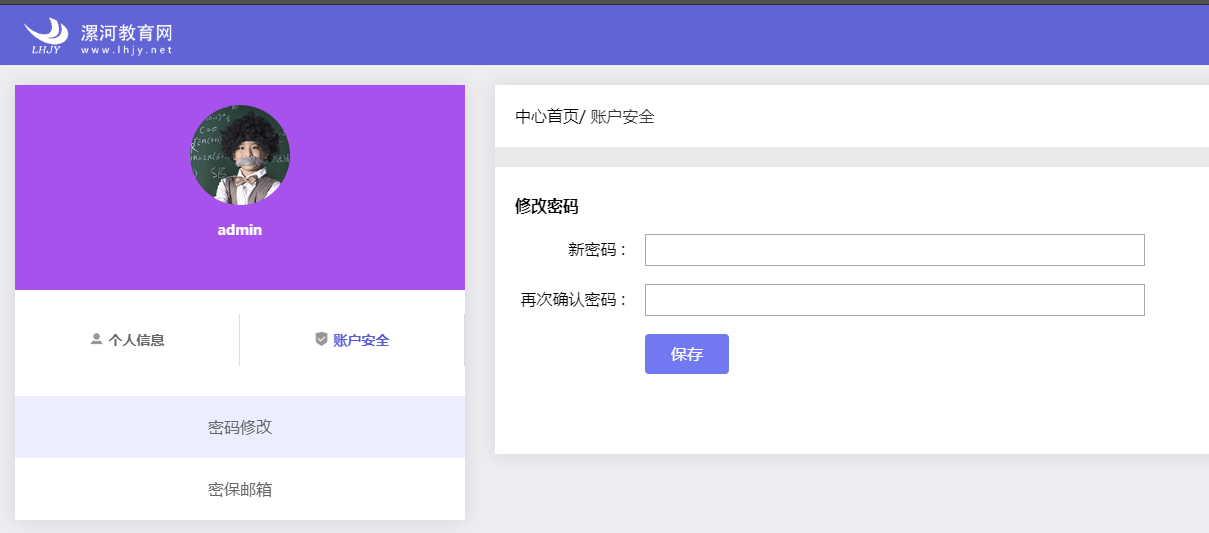 漯河教育网
LHJY
www.lhjy.net
admin
个人信息
账户安全
密码修改
密保邮箱
中心首页/ 账户安全
修改密码
新密码：
再次确认密码：
保存